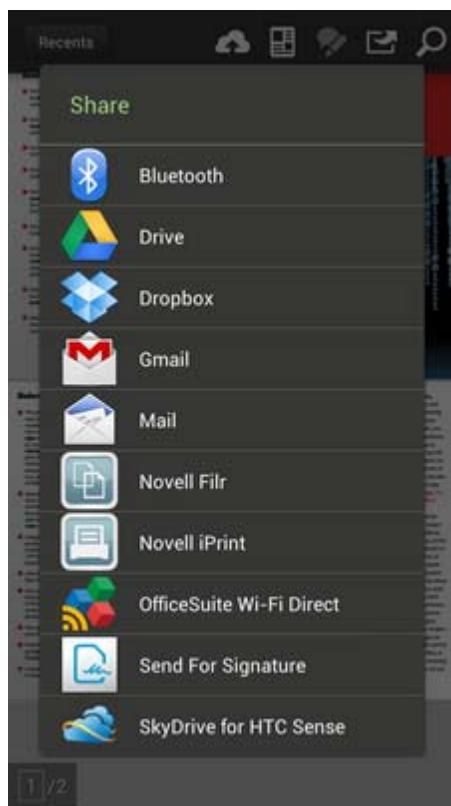 Recents
Share
Bluetooth
Drive
Dropbox
Gmail
Mail
Novell Filr
Novell iPrint
OfficeSuite Wi-Fi Direct
Send For Signature
SkyDrive for HTC Sense
1/2